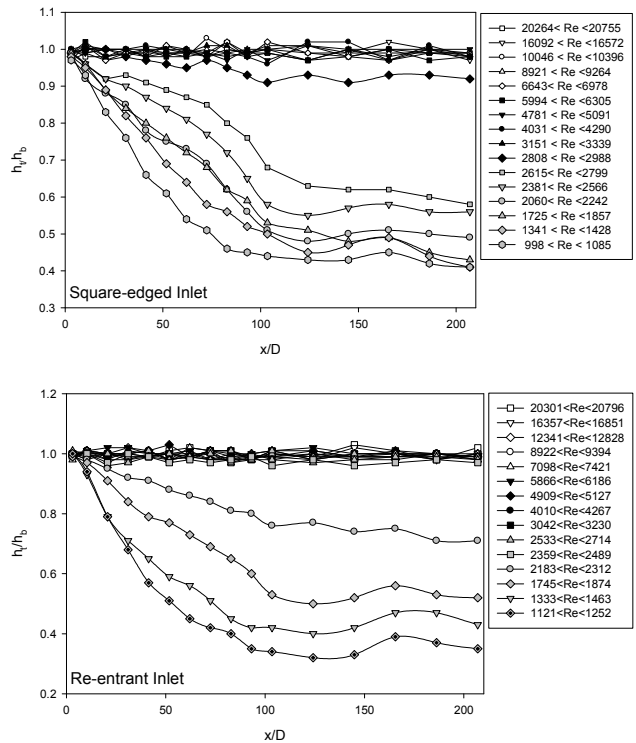 1.1
1.0
0.9
0.8
0.7
0.6
0.5
0.4
0.3
ht/hb
0 50 100 150 200
x/D
Square-edged Inlet
20264< Re <20755
16092 < Re <16572
10046 < Re <10396
8921 < Re <9264
6643 < Re <6978
5994 < Re <6305
4781 < Re <5091
4031 < Re <4290
3151 < Re <3339
2808 < Re <2988
2615 < Re <2799
2381 < Re <2566
2060 < Re <2242
1725 < Re <1857
1341 < Re <1428
998 < Re <1085
1.2
1.0
0.8
0.6
0.4
0.2
ht/hb
0 50 100 150 200
x/D
Re-entrant Inlet
20301<Re<20796
16357<Re<16851
12341<Re<12828
8922<Re<9394
7098<Re<7421
5866<Re<6186
4909<Re<5127
4010<Re<4267
3042<Re<3230
2533<Re<2714
2359<Re<2489
2183<Re<2312
1745<Re<1874
1333<Re<1463
1121<Re<1252